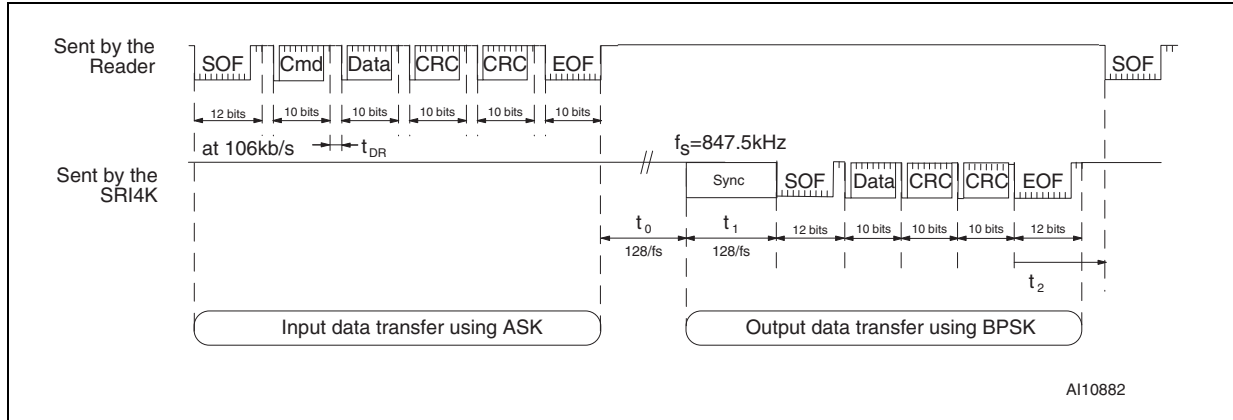 Sent by the
Reader
SOF Cmd Data CRC CRC EOF SOF
12 bits 10 bits 10 bits 10 bits 10 bits 10 bits
at 106kb/s tDR fS=847.5kHz
Sent by the
SRI4K
Sync SOF Data CRC CRC EOF
t0 t1 12 bits 10 bits 10 bits 10 bits 12 bits
128/fs 128/fs
t2
Input data transfer using ASK Output data transfer using BPSK
AI10882